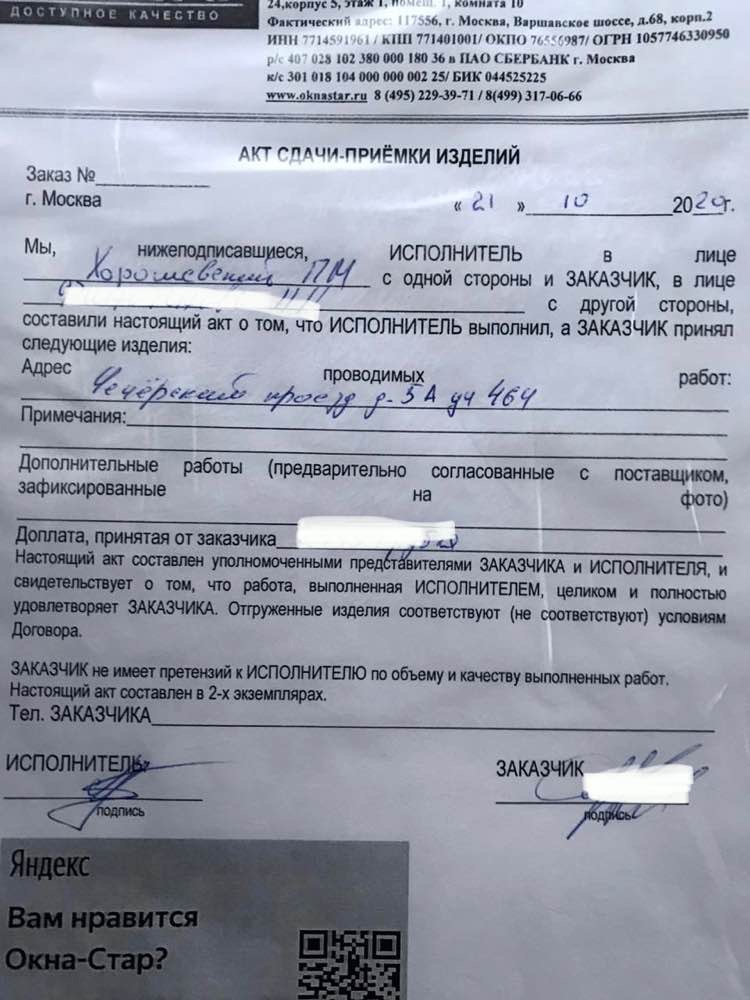 ДОСТУПНОЕ КАЧЕСТВО
24,корпус 5, этаж 1, помещ. 1, комната 10
Фактический адрес: 117556, г. Москва, Варшавское шоссе, д.68, корп.2
ИНН 7714591961 / КПП 771401001/ ОКПО 76556987/ ОГРН 1057746330950
р/с 407 028 102 380 000 180 36 в ПАО СБЕРБАНК г. Москва
к/с 301 018 104 000 000 002 25/ БИК 044525225
www.oknastar.ru 8 (495) 229-39-71 / 8(499) 317-06-66
АКТ СДАЧИ-ПРИЁМКИ ИЗДЕЛИЙ
Заказ №
г. Москва « 21 » 10 2020г.
Мы, нижеподписавшиеся, ИСПОЛНИТЕЛЬ в лице
ПМ с одной стороны и ЗАКАЗЧИК, в лице
с другой стороны,
составили настоящий акт о том, что ИСПОЛНИТЕЛЬ выполнил, а ЗАКАЗЧИК принял
следующие изделия:
Адрес проводимых работ:
Чечёрский проезд д. 5А уч 464
Примечания:
Дополнительные работы (предварительно согласованные с поставщиком,
зафиксированные на фото)
Доплата, принятая от заказчика
Настоящий акт составлен уполномоченными представителями ЗАКАЗЧИКА и ИСПОЛНИТЕЛЯ, и
свидетельствует о том, что работа, выполненная ИСПОЛНИТЕЛЕМ, целиком и полностью
удовлетворяет ЗАКАЗЧИКА. Отгруженные изделия соответствуют (не соответствуют) условиям
Договора.
ЗАКАЗЧИК не имеет претензий к ИСПОЛНИТЕЛЮ по объему и качеству выполненных работ.
Настоящий акт составлен в 2-х экземплярах.
Тел. ЗАКАЗЧИКА
ИСПОЛНИТЕЛЬ: ЗАКАЗЧИК
подпись подпись
Яндекс
Вам нравится
Окна-Стар?